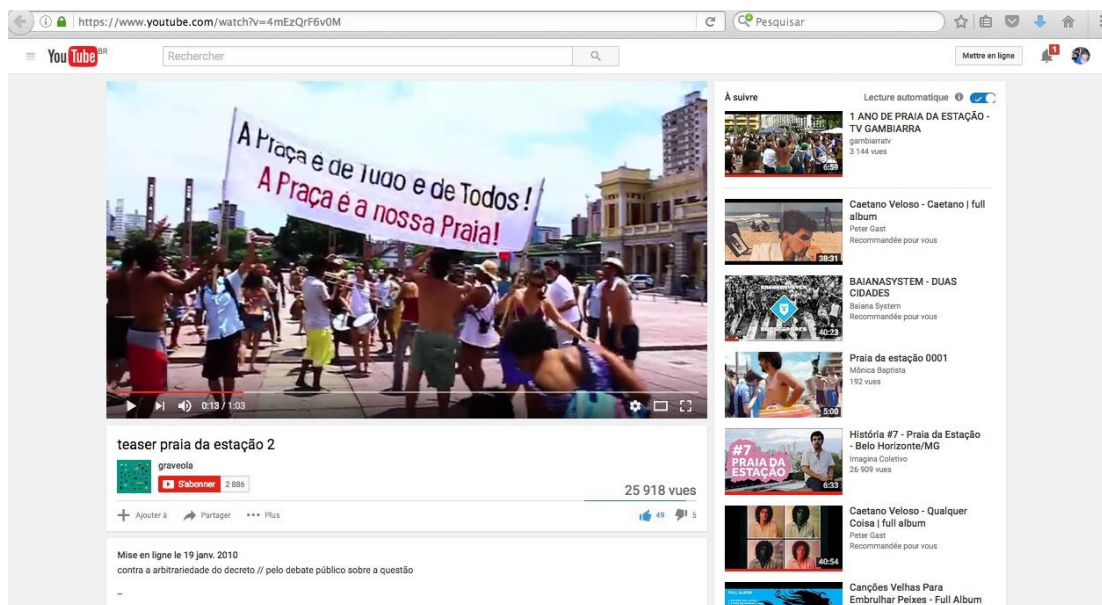 https://www.youtube.com/watch?v=4mEzQrF6v0M
Pesquisar
You Tube BR
Rechercher
Mettre en ligne
1
A Praça é de Tudo e de Todos !
A Praça é a nossa Praia!
0:13 / 1:03
teaser praia da estação 2
graveola
S'abonner 2 886
25 918 vues
Ajouter à Partager Plus
49 5
Mise en ligne le 19 janv. 2010
contra a arbitrariedade do decreto // pelo debate público sobre a questão
--
À suivre
Lecture automatique
1 ANO DE PRAIA DA ESTAÇÃO -
TV GAMBIARRA
gambiarratv
3 144 vues
6:59
Caetano Veloso - Caetano | full
album
Peter Gast
Recommandée pour vous
38:31
BAIANASYSTEM - DUAS
CIDADES
Baiana System
Recommandée pour vous
40:23
Praia da estação 0001
Mônica Baptista
192 vues
5:00
História #7 - Praia da Estação
- Belo Horizonte/MG
Imagina Coletivo
26 909 vues
#7
PRAIA DA
ESTAÇÃO
6:33
Caetano Veloso - Qualquer
Coisa | full album
Peter Gast
Recommandée pour vous
40:54
Canções Velhas Para
Embrulhar Peixes - Full Album
FULL ALBUM